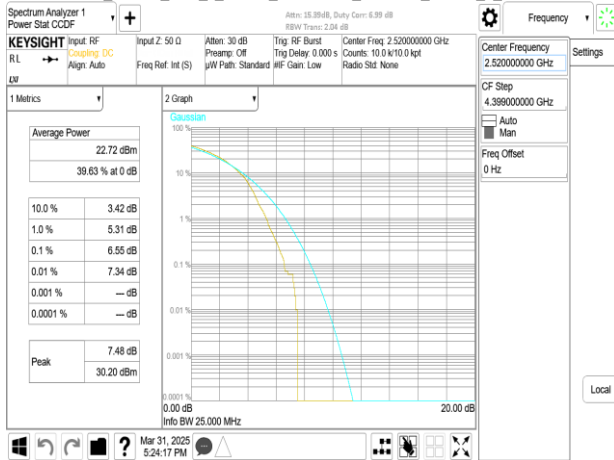 Spectrum Analyzer 1
Power Stat CCDF
Attn: 15.39dB, Duty Corr: 6.99 dB
RBW Trans: 2.04 dB
Frequency
KEYSIGHT
RL
LXI
Input: RF
Coupling: DC
Align: Auto
Input Z: 50 Ω
Freq Ref: Int (S)
Atten: 30 dB
Preamp: Off
µW Path: Standard
Trig: RF Burst
Trig Delay: 0.000 s
#IF Gain: Low
Center Freq: 2.520000000 GHz
Counts: 10.0 k/10.0 kpt
Radio Std: None
Center Frequency
2.520000000 GHz
Settings
CF Step
4.399000000 GHz
Auto
Man
Freq Offset
0 Hz
Local
1 Metrics
Average Power
22.72 dBm
39.63 % at 0 dB
10.0 % 3.42 dB
1.0 % 5.31 dB
0.1 % 6.55 dB
0.01 % 7.34 dB
0.001 % --- dB
0.0001 % --- dB
Peak
7.48 dB
30.20 dBm
2 Graph
Gaussian
100 %
10 %
1 %
0.1 %
0.01 %
0.001 %
0.0001 %
0.00 dB 20.00 dB
Info BW 25.000 MHz
Mar 31, 2025
5:24:17 PM